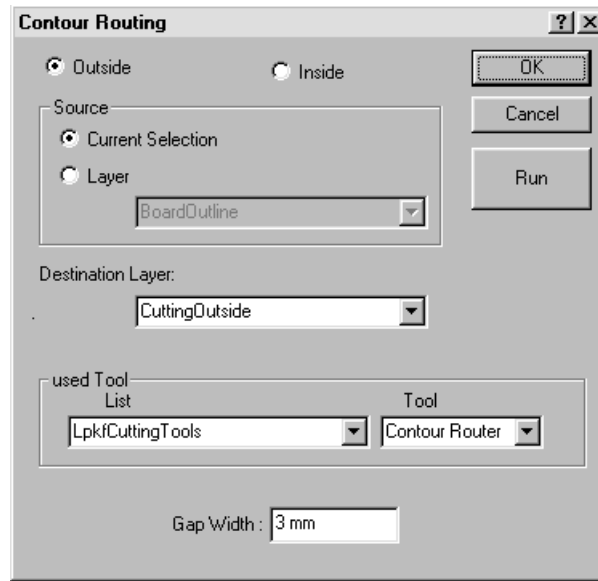 Contour Routing ? x
Outside Inside OK
Source
Current Selection Cancel
Layer Run
BoardOutline
Destination Layer:
CuttingOutside
used Tool
List Tool
LpkfCuttingTools Contour Router
Gap Width : 3 mm